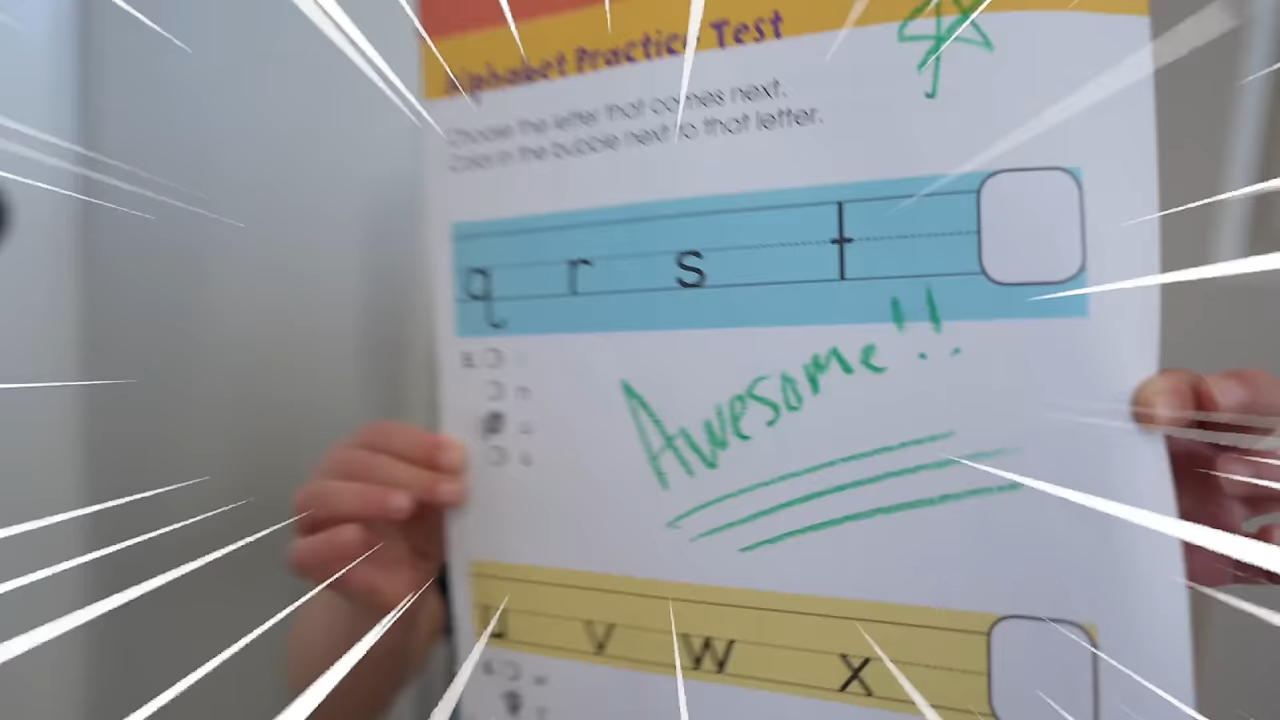 Alphabet Practice Test
Choose the letter that comes next.
Color in the bubble next to that letter.
q r s t
Awesome!!
v w x